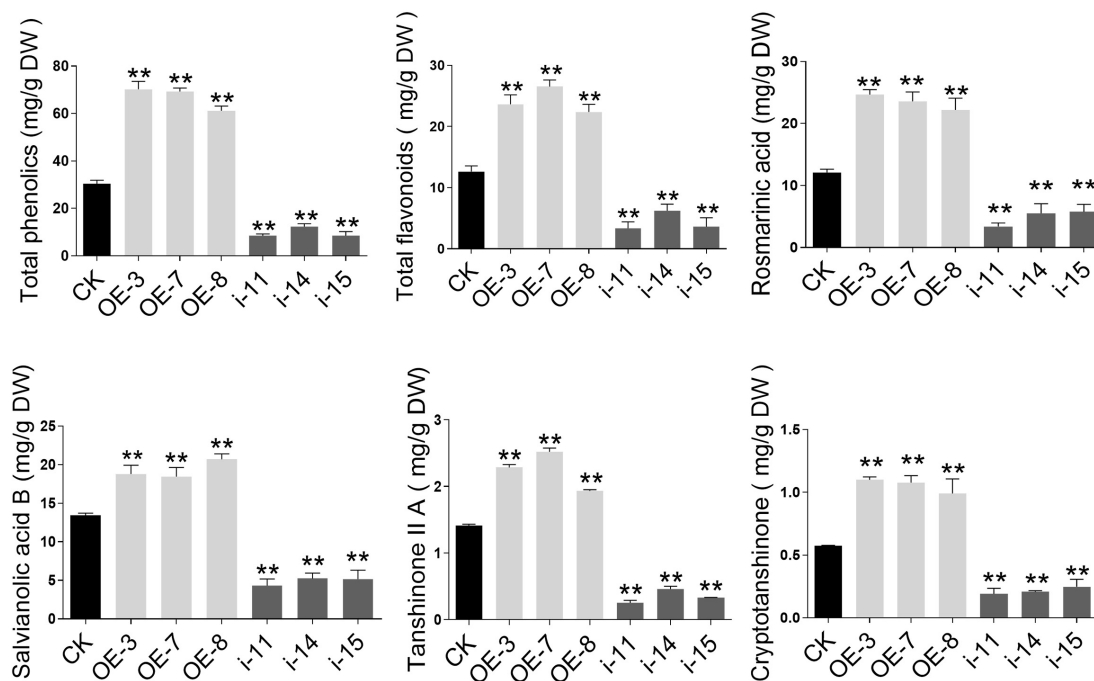 Total phenolics (mg/g DW)
80
60
40
20
0
** ** ** ** ** **
CK OE-3 OE-7 OE-8 i-11 i-14 i-15
Total flavonoids ( mg/g DW)
30
20
10
0
** ** ** ** ** **
CK OE-3 OE-7 OE-8 i-11 i-14 i-15
Rosmarinic acid (mg/g DW)
30
20
10
0
** ** ** ** ** **
CK OE-3 OE-7 OE-8 i-11 i-14 i-15
Salvianolic acid B (mg/g DW)
25
20
15
10
5
0
** ** ** ** ** **
CK OE-3 OE-7 OE-8 i-11 i-14 i-15
Tanshinone II A ( mg/g DW)
3
2
1
0
** ** ** ** ** **
CK OE-3 OE-7 OE-8 i-11 i-14 i-15
Cryptotanshinone ( mg/g DW)
1.5
1.0
0.5
0.0
** ** ** ** ** **
CK OE-3 OE-7 OE-8 i-11 i-14 i-15